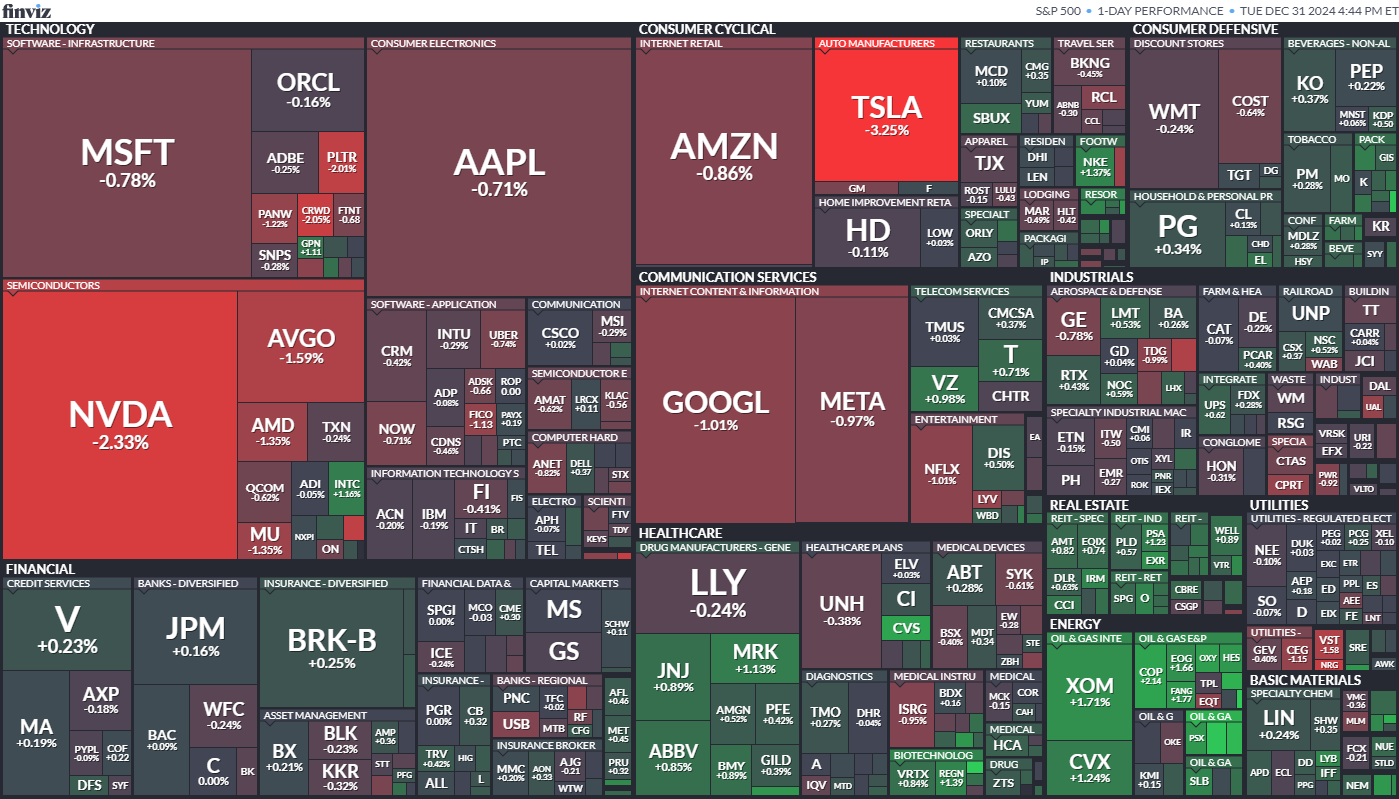 finviz
S&P 500 • 1-DAY PERFORMANCE • TUE DEC 31 2024 4:44 PM ET
TECHNOLOGY
SOFTWARE - INFRASTRUCTURE
MSFT
-0.78%
ORCL
-0.16%
ADBE
-0.25%
PLTR
-2.01%
PANW
-1.22%
CRWD
-2.05%
FTNT
-0.68
SNPS
-0.28%
GPN
+1.11
CONSUMER ELECTRONICS
AAPL
-0.71%
SEMICONDUCTORS
NVDA
-2.33%
AVGO
-1.59%
AMD
-1.35%
TXN
-0.24%
QCOM
-0.62%
ADI
-0.05%
INTC
+1.16%
MU
-1.35%
NXPI
ON
SOFTWARE - APPLICATION
CRM
-0.42%
INTU
-0.29%
UBER
-0.74%
ADP
-0.08%
ADSK
-0.66
ROP
0.00
NOW
-0.71%
FICO
-1.13
PAYX
+0.19
CDNS
-0.46%
PTC
COMMUNICATION
CSCO
+0.02%
MSI
-0.29%
SEMICONDUCTOR E
AMAT
-0.62%
LRCX
+0.11
KLAC
-0.56
COMPUTER HARD
ANET
-0.82%
DELL
+0.37
STX
INFORMATION TECHNOLOGY S
ACN
-0.20%
IBM
-0.19%
FI
-0.41%
FIS
IT
BR
CTSH
ELECTRO
APH
-0.07%
TEL
SCIENTI
FTV
TDY
KEYS
CONSUMER CYCLICAL
INTERNET RETAIL
AMZN
-0.86%
AUTO MANUFACTURERS
TSLA
-3.25%
GM
F
HOME IMPROVEMENT RETA
HD
-0.11%
LOW
+0.03%
RESTAURANTS
MCD
+0.10%
CMG
+0.35
SBUX
YUM
TRAVEL SER
BKNG
-0.45%
ABNB
-0.30
RCL
CCL
APPAREL
TJX
ROST
-0.15
LULU
-0.43
RESIDEN
DHI
LEN
FOOTW
NKE
+1.37%
LODGING
MAR
-0.49%
HLT
-0.42
RESOR
SPECIALT
ORLY
AZO
PACKAGI
IP
CONSUMER DEFENSIVE
DISCOUNT STORES
WMT
-0.24%
COST
-0.64%
TGT
DG
BEVERAGES - NON-AL
KO
+0.37%
PEP
+0.22%
MNST
+0.06%
KDP
+0.50
HOUSEHOLD & PERSONAL PR
PG
+0.34%
CL
+0.13%
CHD
EL
TOBACCO
PM
+0.28%
MO
PACK
GIS
K
CONF
MDLZ
+0.28%
HSY
FARM
BEVE
KR
SYY
COMMUNICATION SERVICES
INTERNET CONTENT & INFORMATION
GOOGL
-1.01%
META
-0.97%
TELECOM SERVICES
TMUS
+0.03%
CMCSA
+0.37%
T
+0.71%
VZ
+0.98%
CHTR
ENTERTAINMENT
NFLX
-1.01%
DIS
+0.50%
LYV
WBD
EA
INDUSTRIALS
AEROSPACE & DEFENSE
GE
-0.78%
LMT
+0.53%
BA
+0.26%
RTX
+0.43%
GD
+0.04%
TDG
-0.99%
NOC
+0.59%
LHX
FARM & HEA
CAT
-0.07%
DE
-0.22%
PCAR
+0.40%
RAILROAD
UNP
CSX
+0.37
NSC
+0.52%
WAB
BUILDIN
TT
CARR
+0.04%
JCI
SPECIALTY INDUSTRIAL MAC
ETN
-0.15%
ITW
-0.50
CMI
+0.06
IR
PH
EMR
-0.27
OTIS
XYL
ROK
PNR
IEX
INTEGRATE
UPS
+0.62
FDX
+0.28%
CONGLOME
HON
-0.31%
WASTE
WM
RSG
INDUST
DAL
UAL
SPECIA
CTAS
CPRT
VRSK
EFX
URI
-0.22
PWR
-0.92
VLTO
HEALTHCARE
DRUG MANUFACTURERS - GENE
LLY
-0.24%
JNJ
+0.89%
MRK
+1.13%
AMGN
+0.52%
PFE
+0.42%
ABBV
+0.85%
BMY
+0.89%
GILD
+0.39%
HEALTHCARE PLANS
UNH
-0.38%
ELV
+0.03%
CI
CVS
MEDICAL DEVICES
ABT
+0.28%
SYK
-0.61%
BSX
-0.40%
MDT
+0.34
EW
-0.28
STE
ZBH
DIAGNOSTICS
TMO
+0.27%
DHR
-0.04%
A
IQV
MTD
MEDICAL INSTRU
ISRG
-0.95%
BDX
+0.16
MEDICAL
MCK
-0.15
COR
CAH
BIOTECHNOLOG
VRTX
+0.84%
REGN
+1.39
MEDICAL
HCA
DRUG
ZTS
REAL ESTATE
REIT - SPEC
AMT
+0.82
EQIX
+0.74
DLR
+0.63%
IRM
CCI
REIT - IND
PLD
+0.57
PSA
+1.23
EXR
REIT - RET
SPG
O
REIT -
WELL
+0.89
VTR
CBRE
CSGP
UTILITIES
UTILITIES - REGULATED ELECT
NEE
-0.10%
DUK
+0.03
PEG
+0.02
PCG
+0.25
XEL
-0.10
SO
-0.07%
AEP
+0.18
EXC
ETR
D
ED
PPL
ES
AEE
EIX
FE
LNT
UTILITIES -
GEV
-0.40%
CEG
-1.15
VST
-1.58
NRG
SRE
AWK
ENERGY
OIL & GAS INTE
XOM
+1.71%
CVX
+1.24%
OIL & GAS E&P
COP
+2.14
EOG
+1.66
OXY
HES
FANG
+1.77
TPL
EQT
OIL & G
OKE
KMI
+0.15
OIL & GA
PSX
OIL & GA
SLB
BASIC MATERIALS
SPECIALTY CHEM
LIN
+0.24%
SHW
+0.35
APD
ECL
DD
LYB
PPG
IFF
VMC
-0.36
MLM
FCX
-0.21
NUE
STLD
NEM
FINANCIAL
CREDIT SERVICES
V
+0.23%
MA
+0.19%
AXP
-0.18%
PYPL
-0.09%
COF
+0.22
DFS
SYF
BANKS - DIVERSIFIED
JPM
+0.16%
BAC
+0.09%
WFC
-0.24%
C
0.00%
BK
INSURANCE - DIVERSIFIED
BRK-B
+0.25%
ASSET MANAGEMENT
BX
+0.21%
BLK
-0.23%
KKR
-0.32%
AMP
+0.36
STT
PFG
FINANCIAL DATA &
SPGI
0.00%
MCO
-0.03
CME
+0.30
ICE
-0.24%
CAPITAL MARKETS
MS
GS
SCHW
+0.11
INSURANCE -
PGR
0.00%
CB
+0.32
TRV
+0.42%
HIG
ALL
L
BANKS - REGIONAL
PNC
TFC
+0.02
USB
MTB
RF
CFG
INSURANCE BROKER
MMC
+0.20%
AON
+0.33
AJG
-0.21
WTW
AFL
+0.46
MET
+0.45
PRU
+0.32